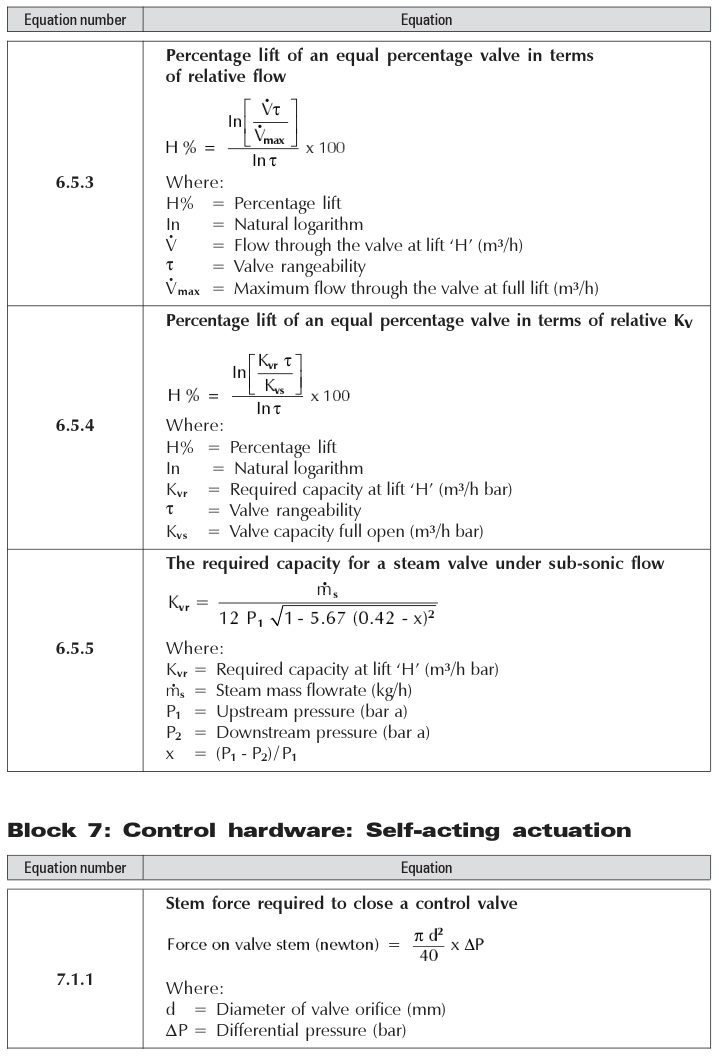 Equation number Equation
Percentage lift of an equal percentage valve in terms
of relative flow
6.5.3
H % = ln[V̇τ / V̇max] / ln τ x 100
Where:
H% = Percentage lift
In = Natural logarithm
V̇ = Flow through the valve at lift ‘H’ (m³/h)
τ = Valve rangeability
V̇max = Maximum flow through the valve at full lift (m³/h)
Percentage lift of an equal percentage valve in terms of relative KV
6.5.4
H % = ln[Kvr τ / Kvs] / ln τ x 100
Where:
H% = Percentage lift
In = Natural logarithm
Kvr = Required capacity at lift ‘H’ (m³/h bar)
τ = Valve rangeability
Kvs = Valve capacity full open (m³/h bar)
The required capacity for a steam valve under sub-sonic flow
6.5.5
Kvr = ṁs / 12 P1 √1 - 5.67 (0.42 - x)²
Where:
Kvr = Required capacity at lift ‘H’ (m³/h bar)
ṁs = Steam mass flowrate (kg/h)
P1 = Upstream pressure (bar a)
P2 = Downstream pressure (bar a)
x = (P1 - P2)/P1
Block 7: Control hardware: Self-acting actuation
Equation number Equation
Stem force required to close a control valve
7.1.1
Force on valve stem (newton) = π d² / 40 x ΔP
Where:
d = Diameter of valve orifice (mm)
ΔP = Differential pressure (bar)